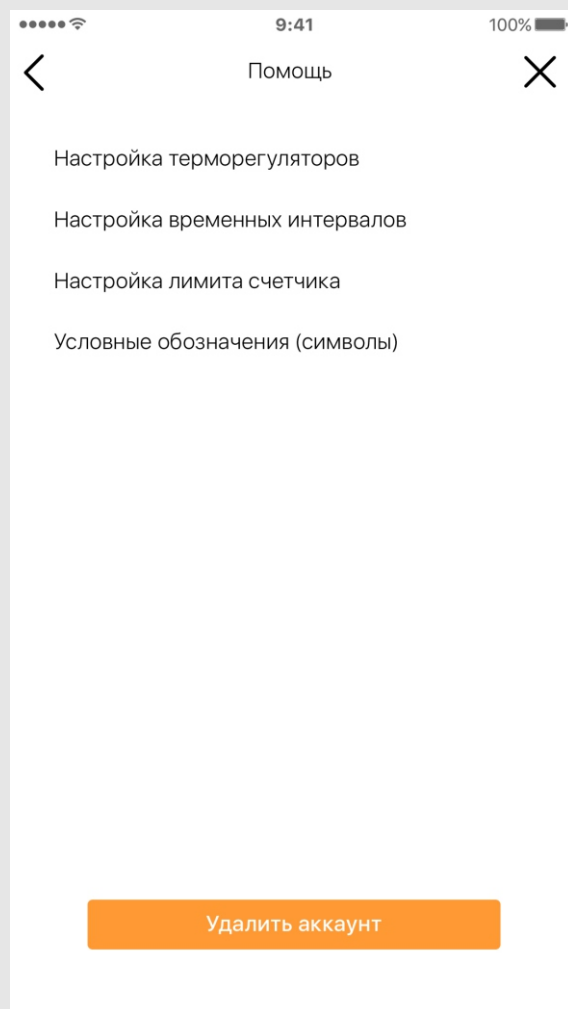 9:41
100%
Помощь
Настройка терморегуляторов
Настройка временных интервалов
Настройка лимита счетчика
Условные обозначения (символы)
Удалить аккаунт